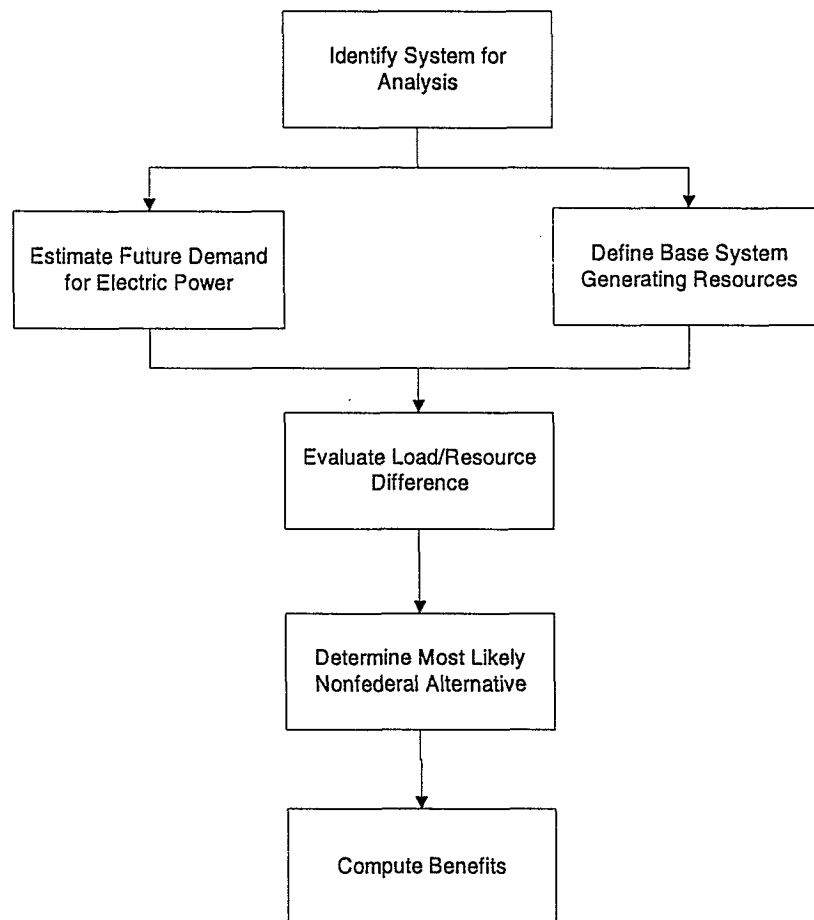 Identify System for
Analysis
Estimate Future Demand
for Electric Power
Define Base System
Generating Resources
Evaluate Load/Resource
Difference
Determine Most Likely
Nonfederal Alternative
Compute Benefits